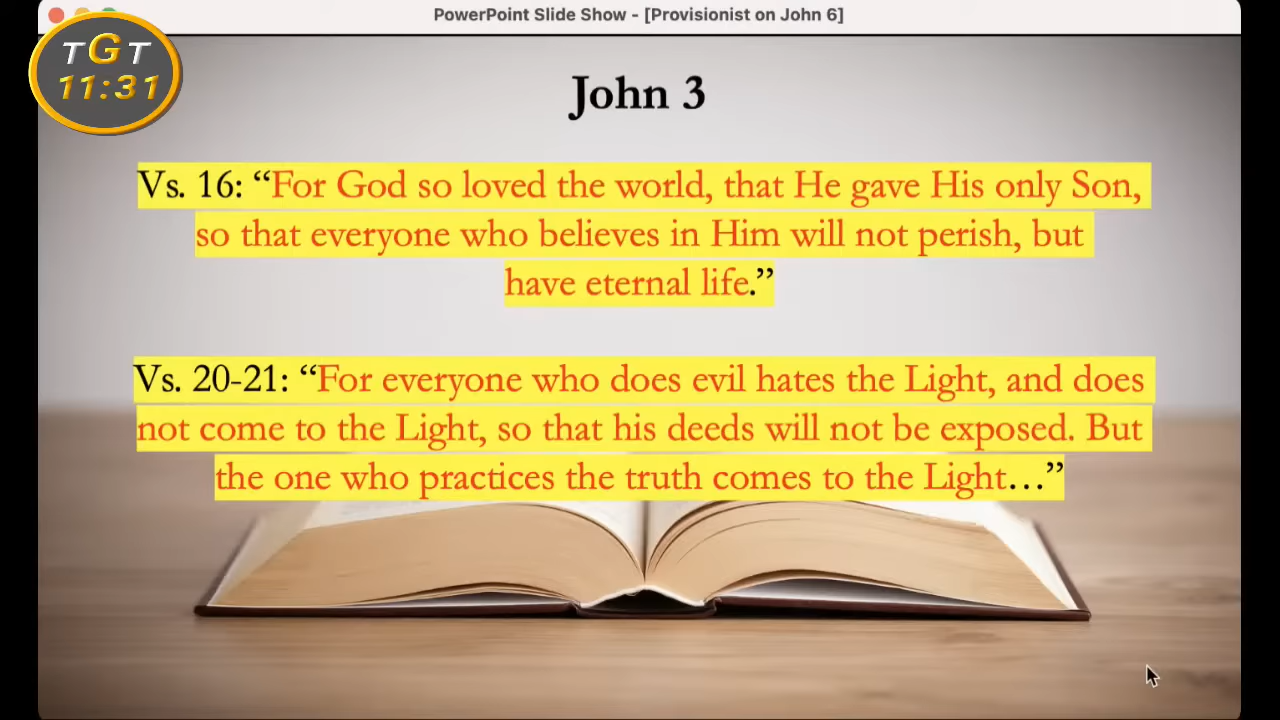 PowerPoint Slide Show - [Provisionist on John 6]
TGT
11:31
John 3
Vs. 16: “For God so loved the world, that He gave His only Son,
so that everyone who believes in Him will not perish, but
have eternal life.”
Vs. 20-21: “For everyone who does evil hates the Light, and does
not come to the Light, so that his deeds will not be exposed. But
the one who practices the truth comes to the Light…”